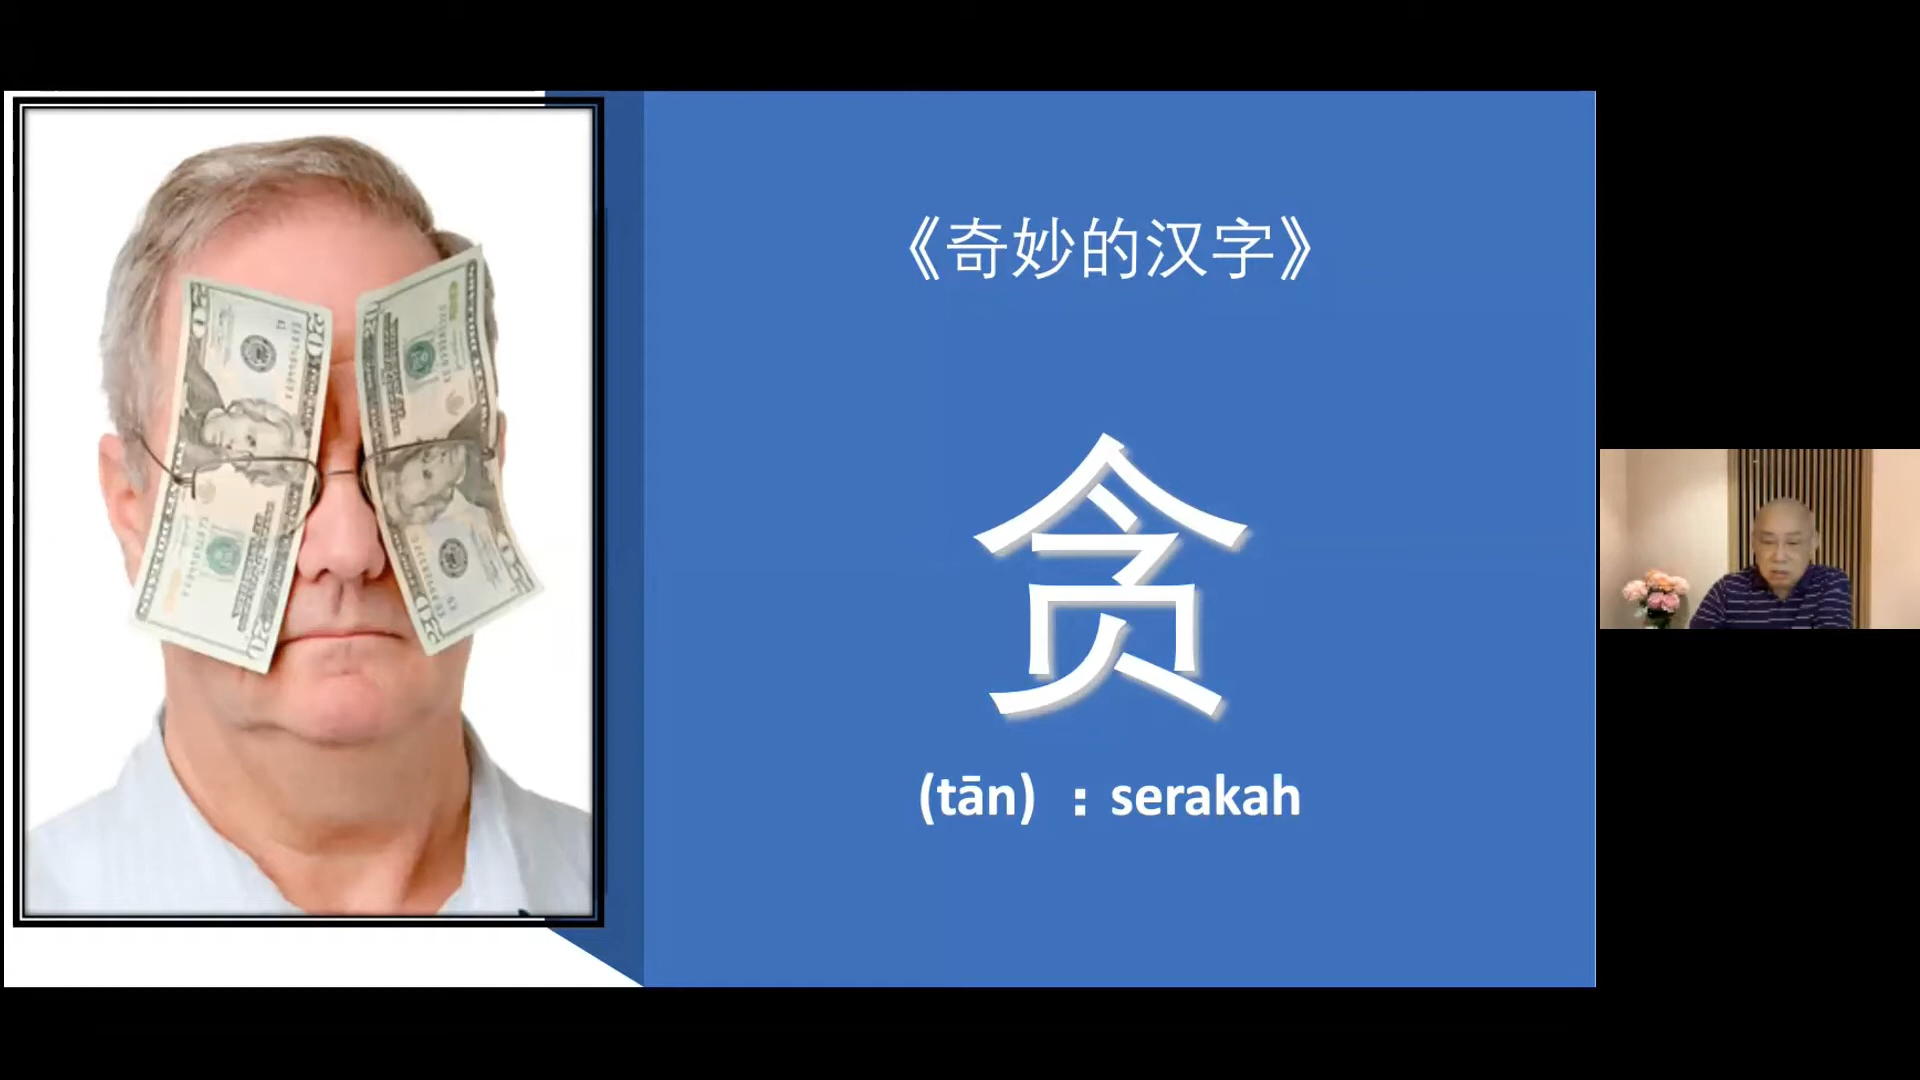 《奇妙的汉字》
贪
(tān) : serakah